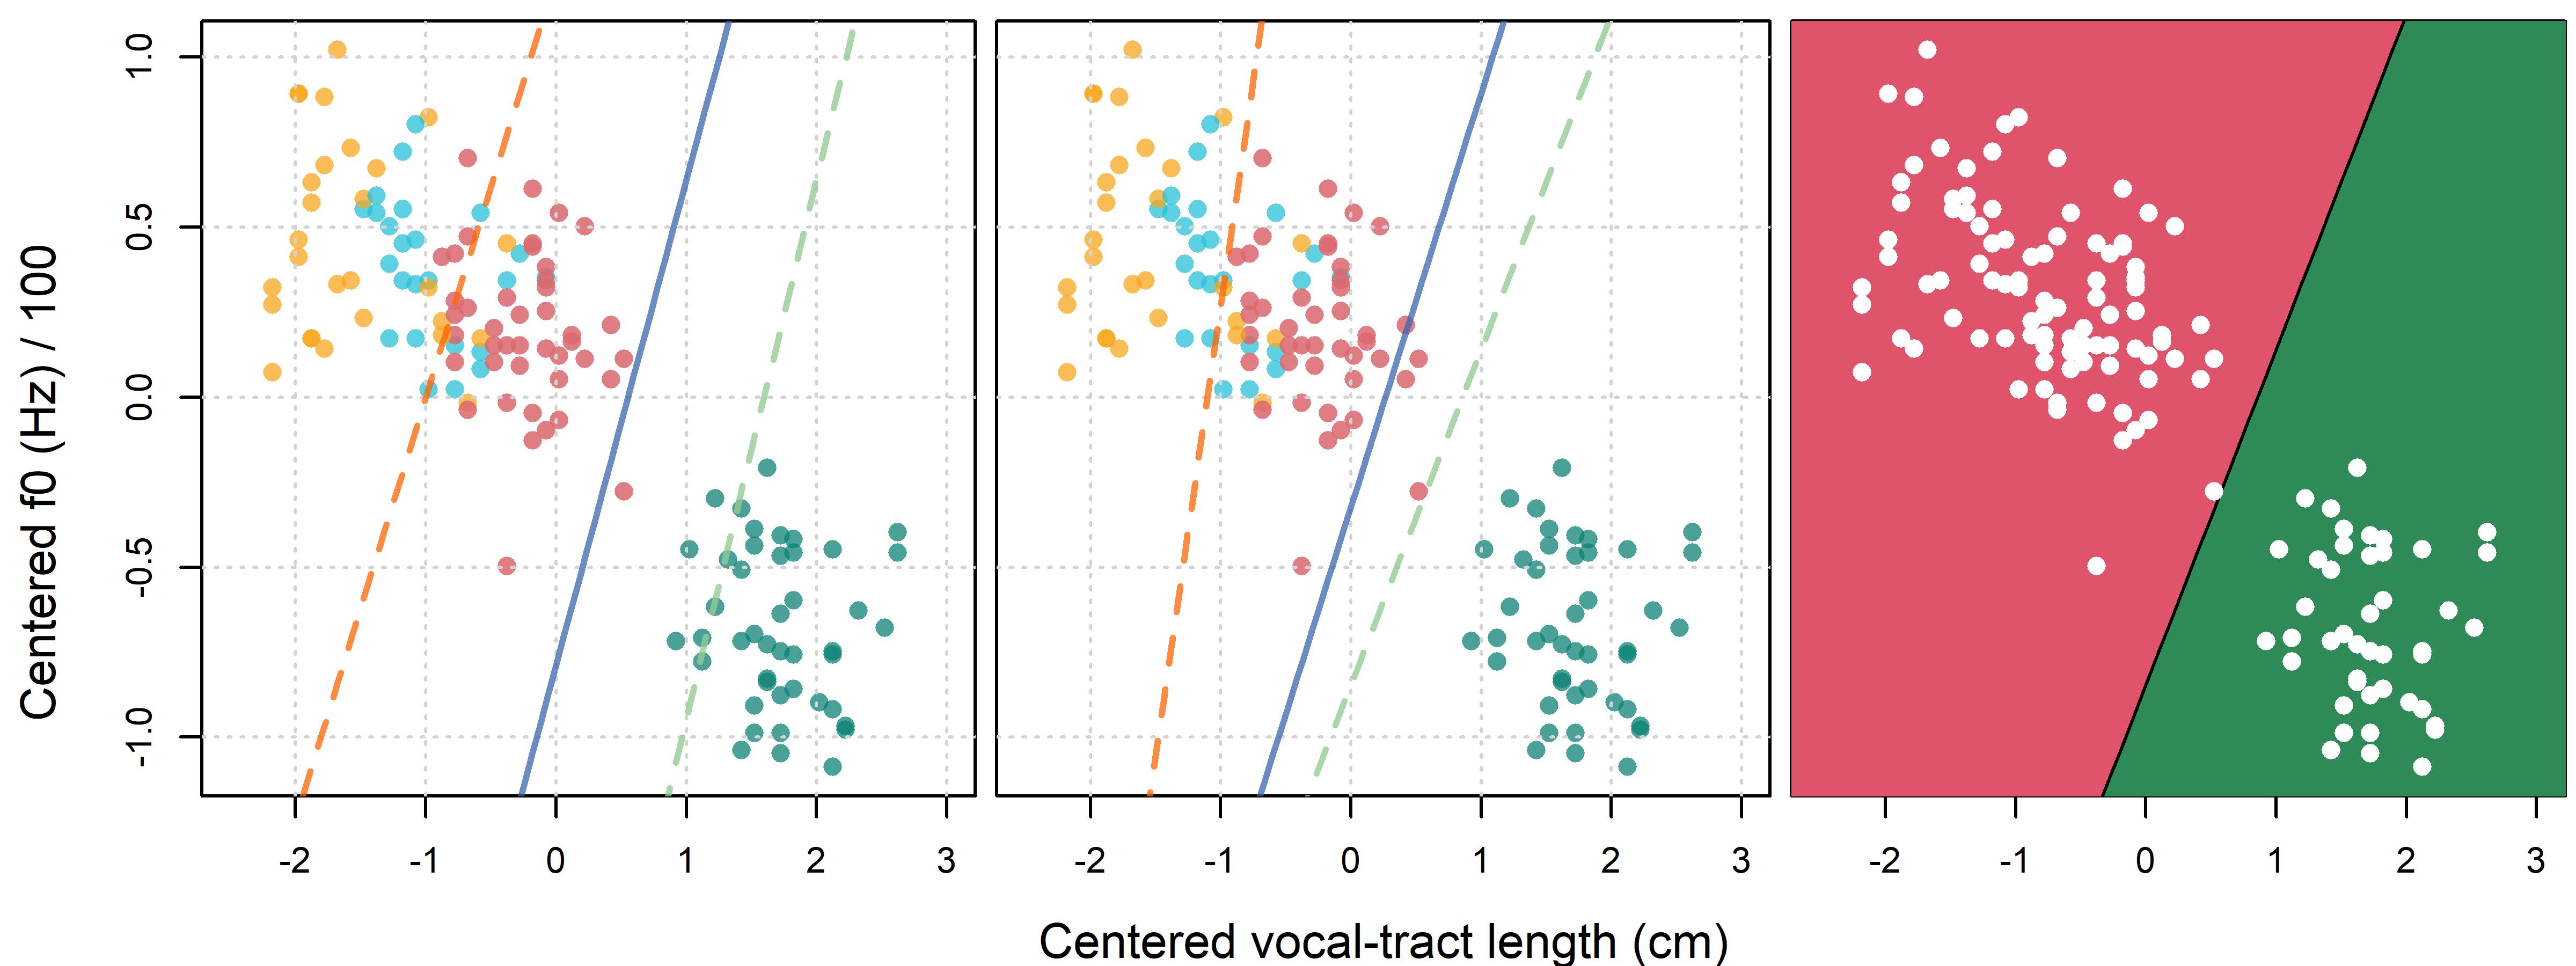 Centered f0 (Hz) / 100
1.0
0.5
0.0
-0.5
-1.0
-2 -1 0 1 2 3
-2 -1 0 1 2 3
-2 -1 0 1 2 3
Centered vocal-tract length (cm)